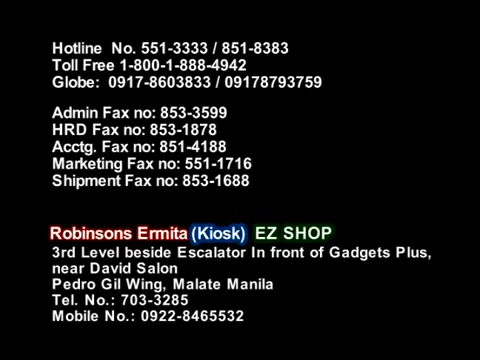 Hotline  No. 551-3333 / 851-8383
Toll Free 1-800-1-888-4942
Globe:  0917-8603833 / 09178793759
Admin Fax no: 853-3599
HRD Fax no: 853-1878
Acctg. Fax no: 851-4188
Marketing Fax no: 551-1716
Shipment Fax no: 853-1688
Robinsons Ermita (Kiosk)  EZ SHOP
3rd Level beside Escalator In front of Gadgets Plus,
near David Salon
Pedro Gil Wing, Malate Manila
Tel. No.: 703-3285
Mobile No.: 0922-8465532